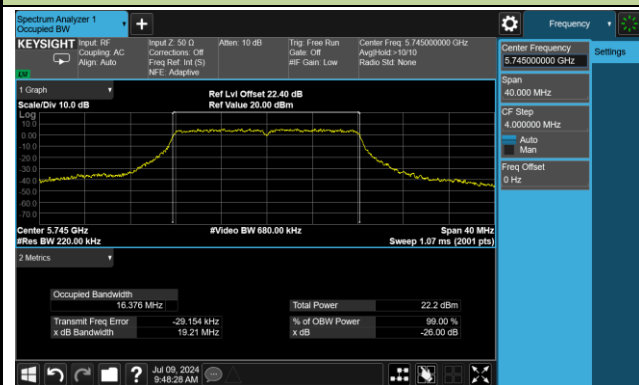 Spectrum Analyzer 1
Occupied BW
Frequency
KEYSIGHT
Input: RF
Coupling: AC
Align: Auto
Input Z: 50 Ω
Corrections: Off
Freq Ref: Int (S)
NFE: Adaptive
Atten: 10 dB
Trig: Free Run
Gate: Off
#IF Gain: Low
Center Freq: 5.745000000 GHz
Avg|Hold:>10/10
Radio Std: None
Center Frequency
5.745000000 GHz
Settings
Span
40.000 MHz
CF Step
4.000000 MHz
Auto
Man
Freq Offset
0 Hz
1 Graph
Scale/Div 10.0 dB
Ref Lvl Offset 22.40 dB
Ref Value 20.00 dBm
Log
10.0
0.00
-10.0
-20.0
-30.0
-40.0
-50.0
-60.0
-70.0
Center 5.745 GHz
#Video BW 680.00 kHz
Span 40 MHz
#Res BW 220.00 kHz
Sweep 1.07 ms (2001 pts)
2 Metrics
Occupied Bandwidth
16.376 MHz
Total Power
22.2 dBm
Transmit Freq Error
-29.154 kHz
% of OBW Power
99.00 %
x dB Bandwidth
19.21 MHz
x dB
-26.00 dB
Jul 09, 2024
9:48:28 AM